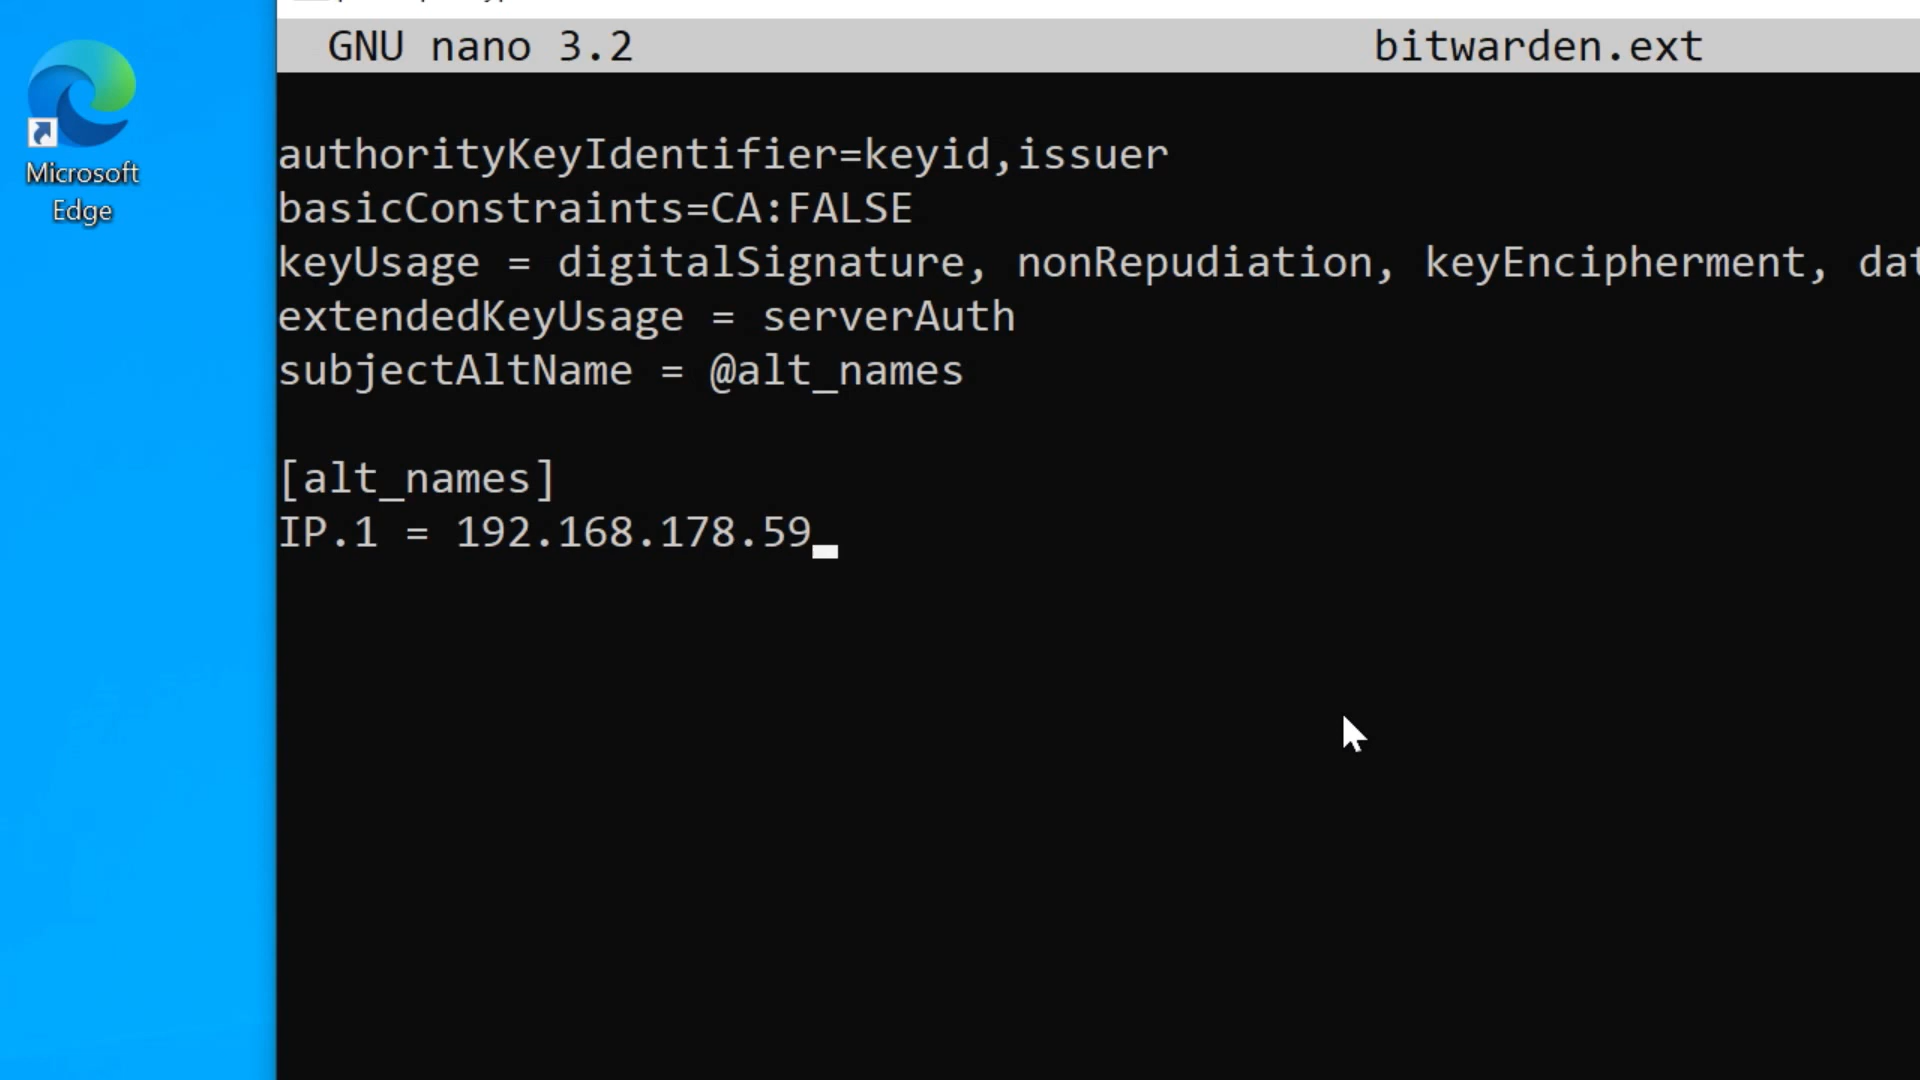 GNU nano 3.2 bitwarden.ext
Microsoft
Edge
authorityKeyIdentifier=keyid,issuer
basicConstraints=CA:FALSE
keyUsage = digitalSignature, nonRepudiation, keyEncipherment, dat
extendedKeyUsage = serverAuth
subjectAltName = @alt_names
[alt_names]
IP.1 = 192.168.178.59